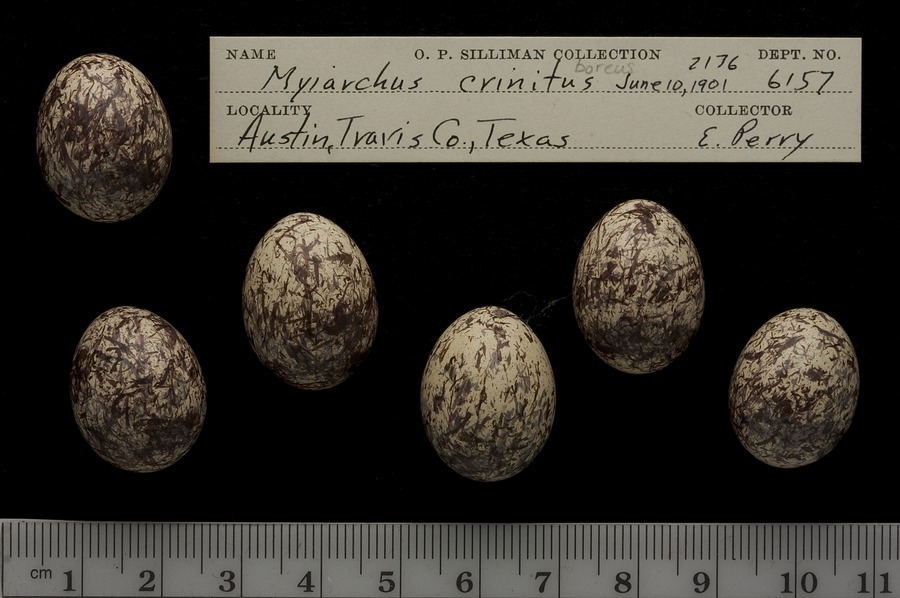 NAME O. P. SILLIMAN COLLECTION 2176 DEPT. NO.
boreus
Myiarchus crinitus June 10, 1901 6157
LOCALITY COLLECTOR
Austin, Travis Co., Texas E. Perry
cm 1 2 3 4 5 6 7 8 9 10 11